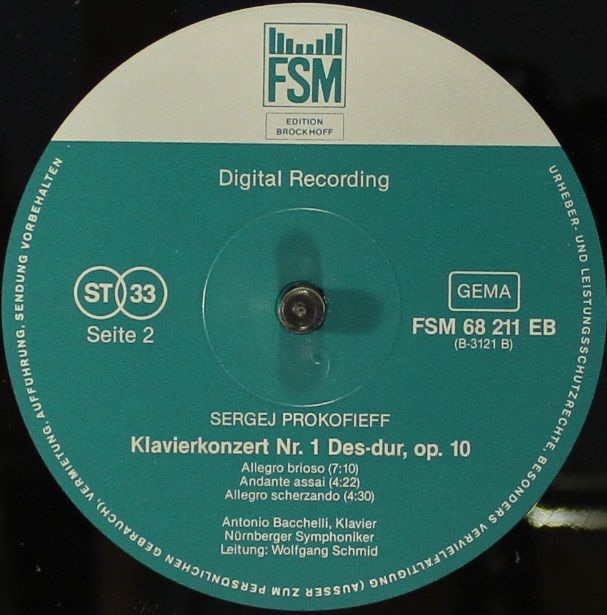 FSM
EDITION
BROCKHOFF
Digital Recording
ST 33
Seite 2
GEMA
FSM 68 211 EB
(B-3121 B)
SERGEJ PROKOFIEFF
Klavierkonzert Nr. 1 Des-dur, op. 10
Allegro brioso (7:10)
Andante assai (4:22)
Allegro scherzando (4:30)
Antonio Bacchelli, Klavier
Nürnberger Symphoniker
Leitung: Wolfgang Schmid
URHEBER- UND LEISTUNGSSCHUTZRECHTE, BESONDERS VERVIELFÄLTIGUNG (AUSSER ZUM PERSÖNLICHEN GEBRAUCH), VERMIETUNG, AUFFÜHRUNG, SENDUNG VORBEHALTEN